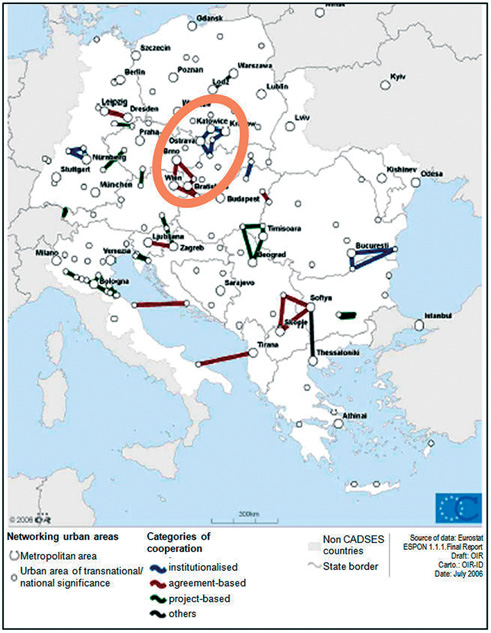 Gdansk
Szczecin
Berlin
Poznan
Warszawa
Lodz
Lublin
Kyiv
Leipzig
Dresden
Katowice
Lviv
Praha
Ostrava
Nürnberg
Brno
Stuttgart
Wien
München
Budapest
Kishinev
Odesa
Ljubljana
Zagreb
Timisoara
Milano
Venezia
Beograd
Bucuresti
Bologna
Sarajevo
Sofiya
Skopje
Istanbul
Tirana
Thessaloniki
Athinai
© 2006
300km
Networking urban areas
Metropolitan area
Urban area of transnational/
national significance
Categories of
cooperation
institutionalised
agreement-based
project-based
others
Non CADSES
countries
State border
Source of data: Eurostat
ESPON 1.1.1.Final Report
Draft: OIR
Carto.: OIR-ID
Date: July 2006